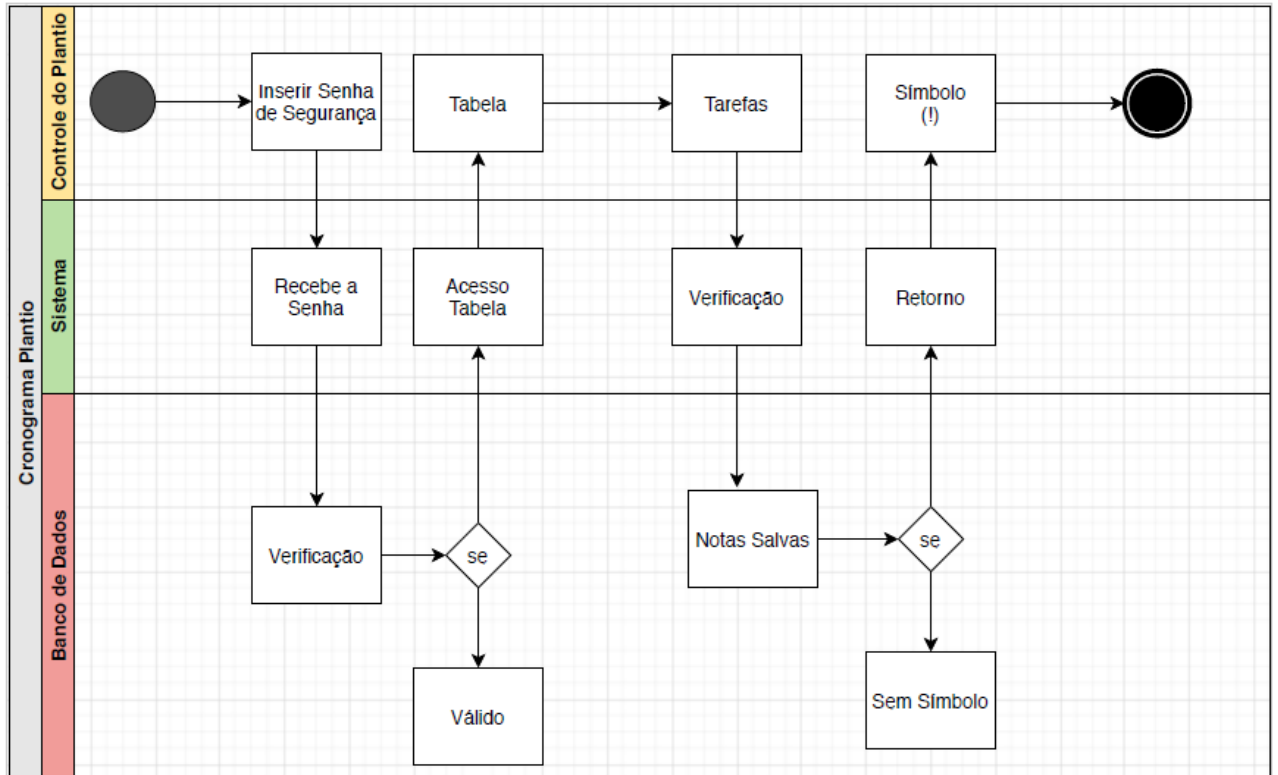 Cronograma Plantio
Controle do Plantio
Inserir Senha
de Segurança
Tabela
Tarefas
Símbolo
(!)
Sistema
Recebe a
Senha
Acesso
Tabela
Verificação
Retorno
Banco de Dados
Verificação
se
Válido
Notas Salvas
se
Sem Símbolo